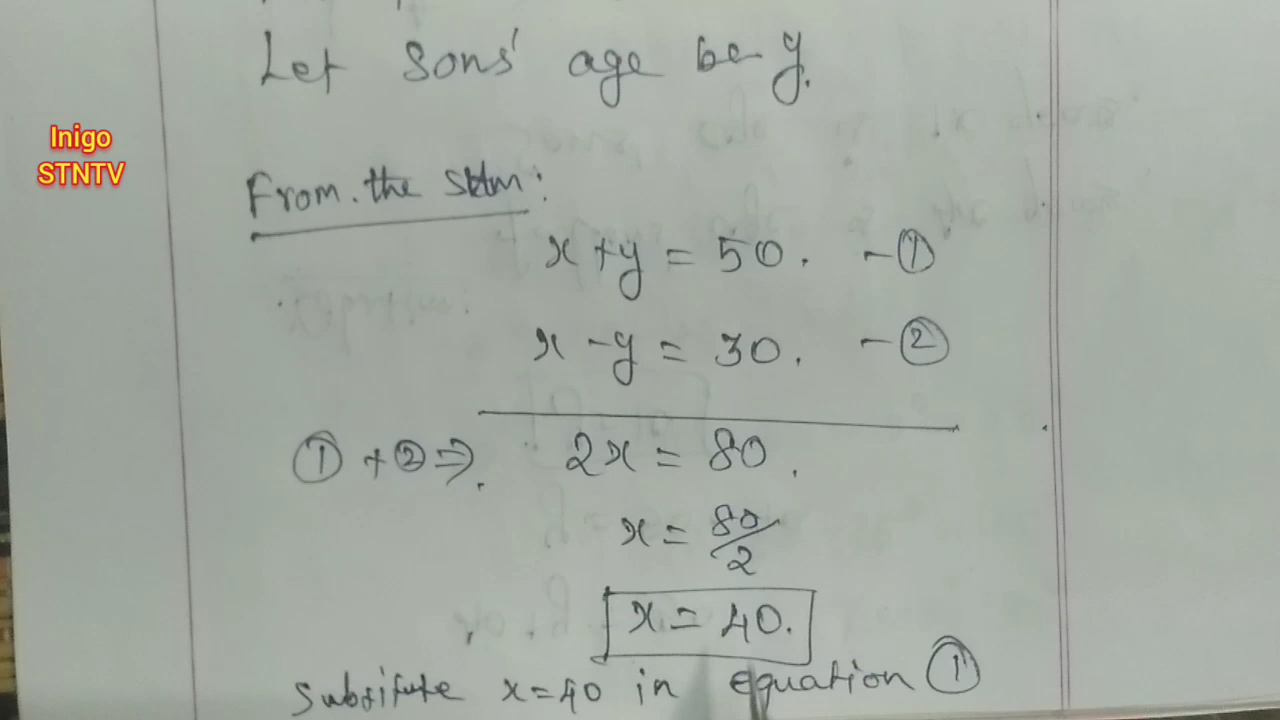 Let Sons' age be y.
Inigo
STNTV
From. the sttm:
x + y = 50. - ①
x - y = 30. - ②
① + ② ⇒. 2x = 80.
x = 80/2
x = 40.
Substitute x = 40 in equation ①